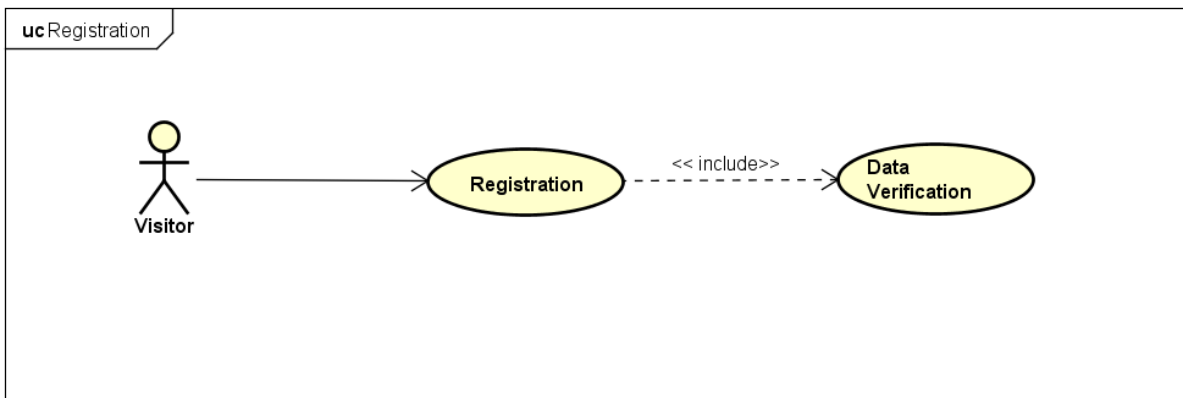 uc Registration
<< include>>
Registration
Data
Verification
Visitor